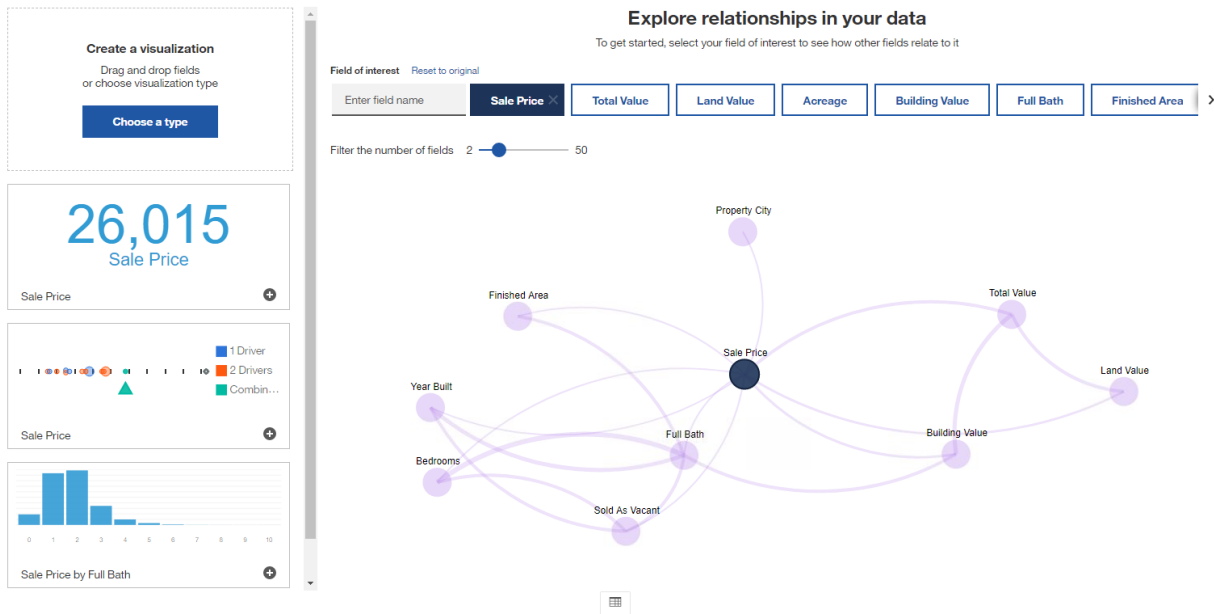 Create a visualization
Drag and drop fields
or choose visualization type
Choose a type
26,015
Sale Price
Sale Price
1 Driver
2 Drivers
Combin...
Sale Price
0 1 2 3 4 5 6 7 8 9 10
Sale Price by Full Bath
Explore relationships in your data
To get started, select your field of interest to see how other fields relate to it
Field of interest Reset to original
Enter field name Sale Price Total Value Land Value Acreage Building Value Full Bath Finished Area
Filter the number of fields 2 50
Property City
Finished Area
Total Value
Sale Price
Land Value
Year Built
Full Bath
Building Value
Bedrooms
Sold As Vacant